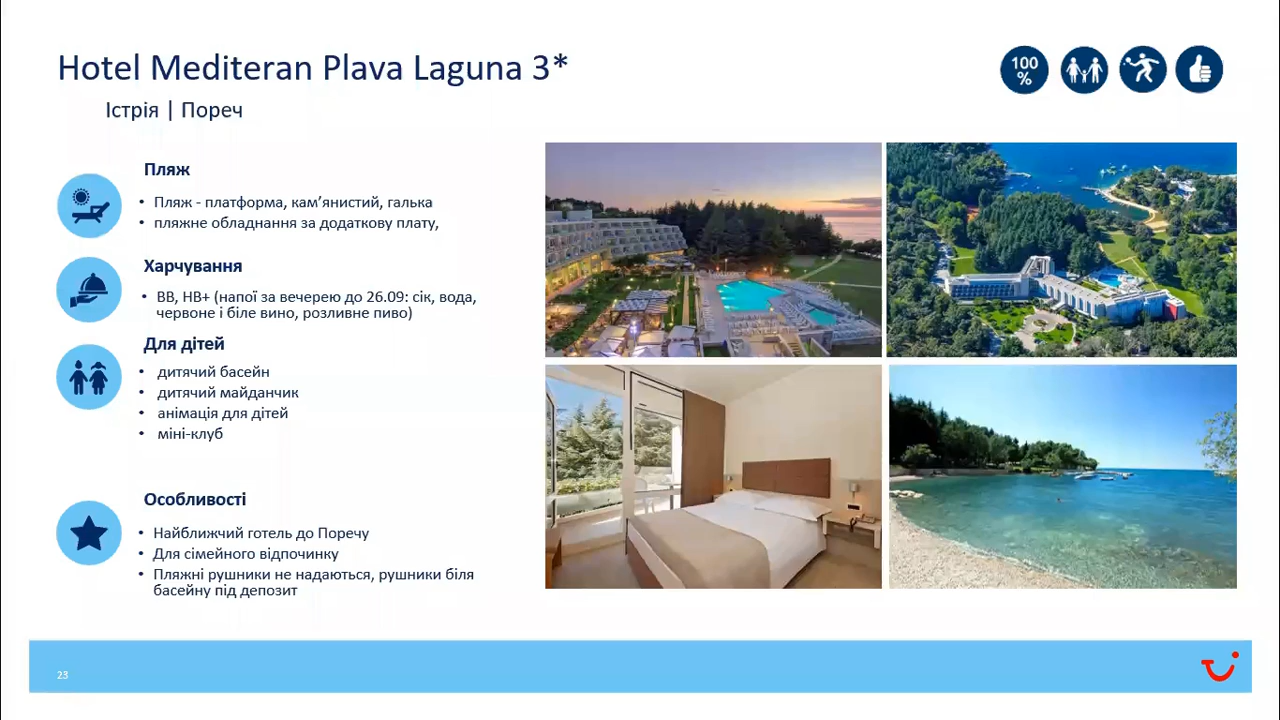 Hotel Mediteran Plava Laguna 3*
Істрія | Пореч
100
%
Пляж
• Пляж - платформа, кам’янистий, галька
• пляжне обладнання за додаткову плату,
Харчування
• BB, HB+ (напої за вечерею до 26.09: сік, вода,
червоне і біле вино, розливне пиво)
Для дітей
• дитячий басейн
• дитячий майданчик
• анімація для дітей
• міні-клуб
Особливості
• Найближчий готель до Поречу
• Для сімейного відпочинку
• Пляжні рушники не надаються, рушники біля
басейну під депозит
23